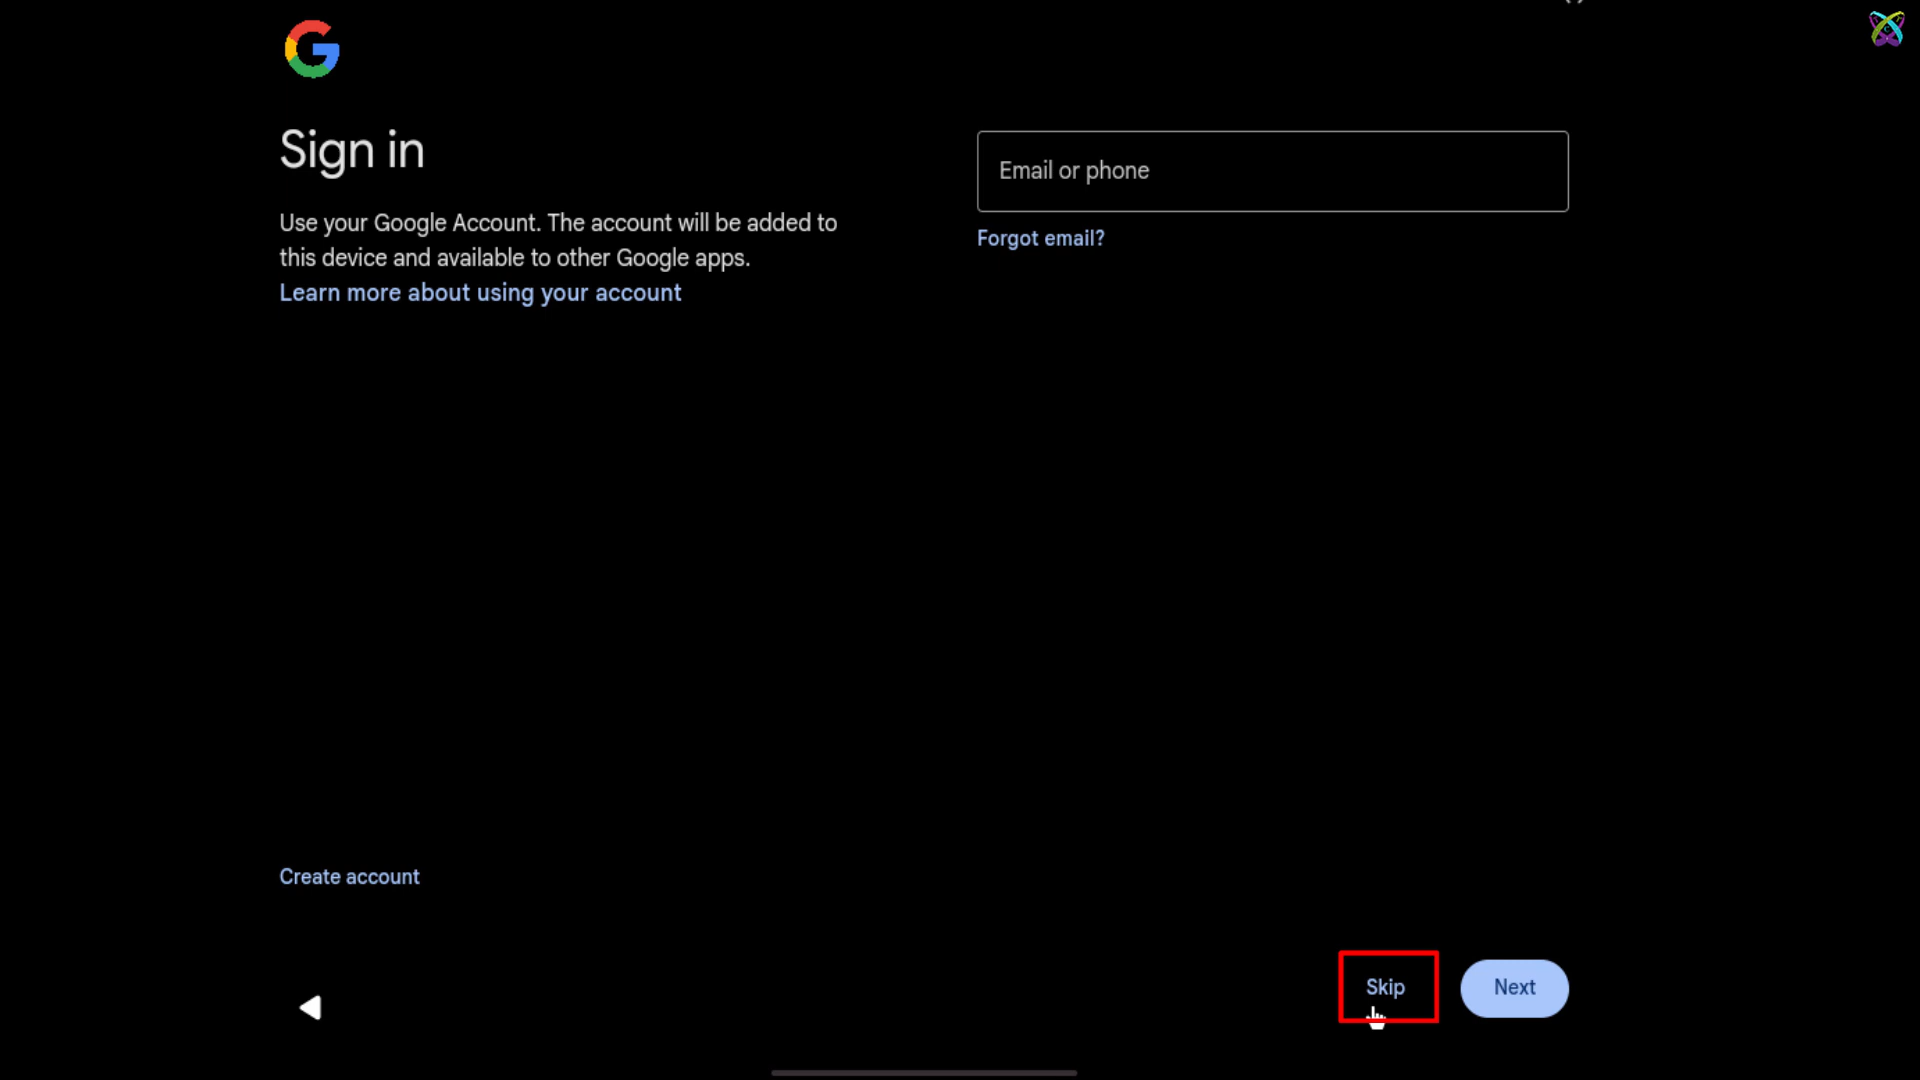 Sign in
Use your Google Account. The account will be added to
this device and available to other Google apps.
Learn more about using your account
Email or phone
Forgot email?
Create account
Skip
Next